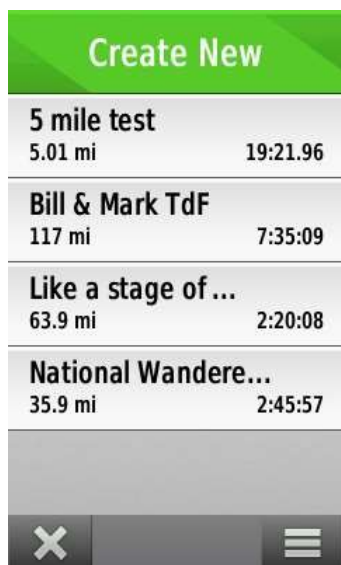 Create New
5 mile test
5.01 mi 19:21.96
Bill & Mark TdF
117 mi 7:35:09
Like a stage of ...
63.9 mi 2:20:08
National Wandere...
35.9 mi 2:45:57